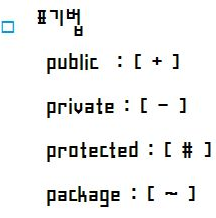 표기법
public : [ + ]
private : [ - ]
protected : [ # ]
package : [ ~ ]